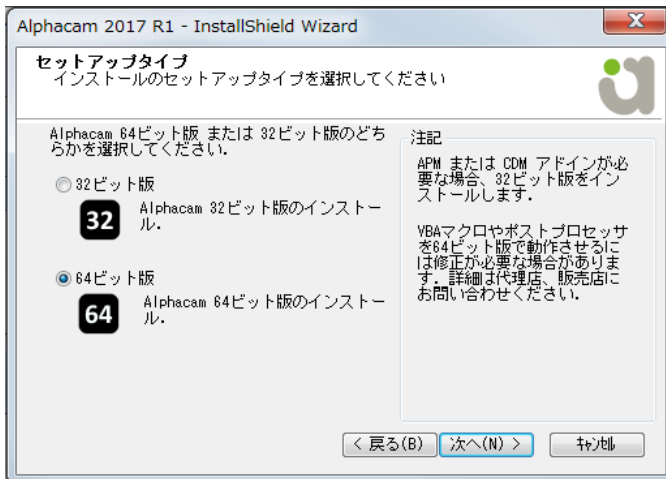 Alphacam 2017 R1 - InstallShield Wizard
セットアップタイプ
インストールのセットアップタイプを選択してください
Alphacam 64ビット版 または 32ビット版のどち
らかを選択してください.
32ビット版
32
Alphacam 32ビット版のインストー
ル.
64ビット版
64
Alphacam 64ビット版のインストー
ル.
注記
APM または CDM アドインが必
要な場合、32ビット版をイン
ストールします.
VBAマクロやポストプロセッサ
を64ビット版で動作させるに
は修正が必要な場合がありま
す. 詳細は代理店、販売店に
お問い合わせください.
< 戻る(B)
次へ(N) >
ｷｬﾝｾﾙ